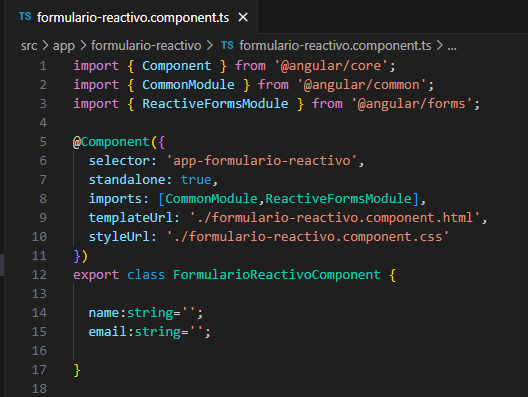 TS formulario-reactivo.component.ts ×
src > app > formulario-reactivo > TS formulario-reactivo.component.ts > ...
1 import { Component } from '@angular/core';
2 import { CommonModule } from '@angular/common';
3 import { ReactiveFormsModule } from '@angular/forms';
4
5 @Component({
6   selector: 'app-formulario-reactivo',
7   standalone: true,
8   imports: [CommonModule,ReactiveFormsModule],
9   templateUrl: './formulario-reactivo.component.html',
10   styleUrl: './formulario-reactivo.component.css'
11 })
12 export class FormularioReactivoComponent {
13
14   name:string='';
15   email:string='';
16
17 }
18